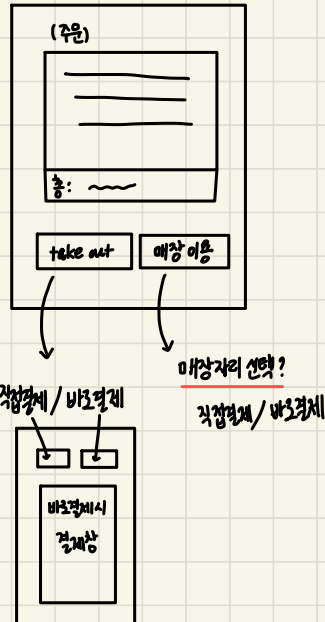 (주문)
총:
take out
매장이용
매장자리 선택?
직접결제 / 바로결제
직접결제 / 바로결제
바로결제시
결제창